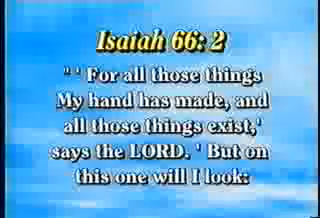 Isaiah 66: 2
" ' For all those things
My hand has made, and
all those things exist,'
says the LORD. ' But on
this one will I look: